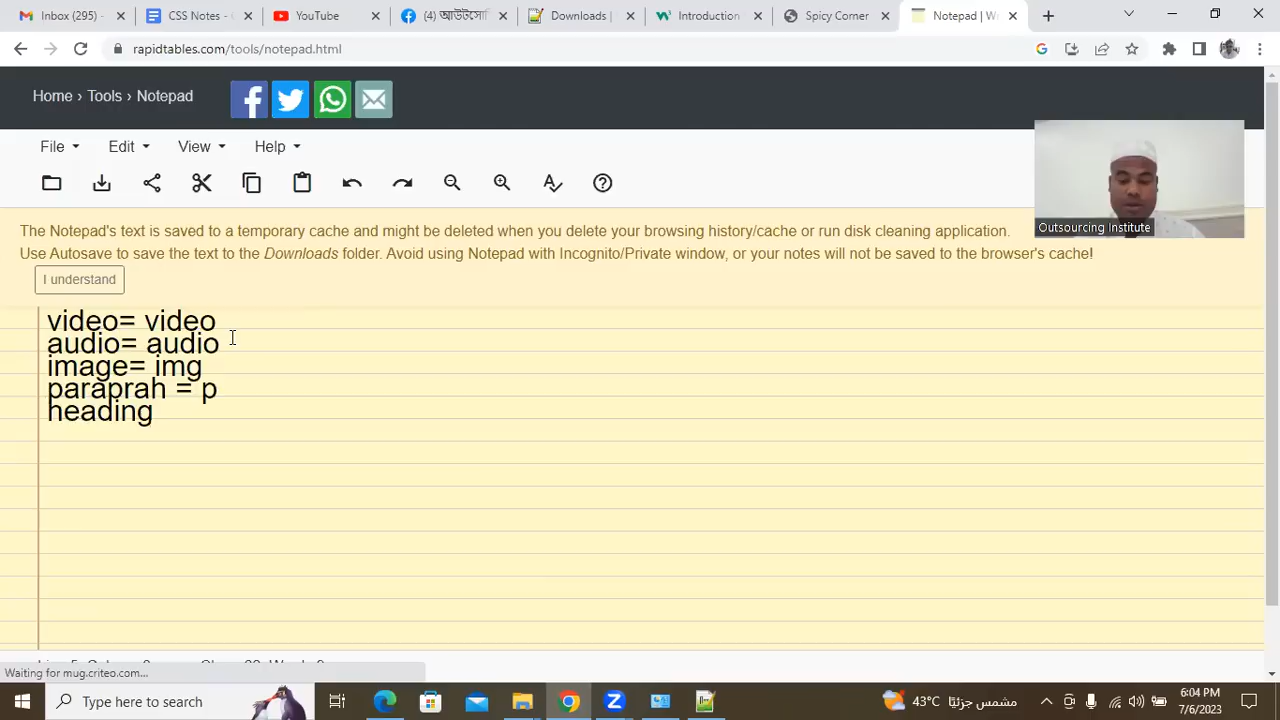 Inbox (295) -
CSS Notes - G
YouTube
(4) আউটসো
Downloads |
Introduction
Spicy Corner
Notepad | W
rapidtables.com/tools/notepad.html
Home › Tools › Notepad
File Edit View Help
The Notepad's text is saved to a temporary cache and might be deleted when you delete your browsing history/cache or run disk cleaning application.
Use Autosave to save the text to the Downloads folder. Avoid using Notepad with Incognito/Private window, or your notes will not be saved to the browser's cache!
I understand
Outsourcing Institute
video= video
audio= audio
image= img
paraprah = p
heading
Waiting for mug.criteo.com...
Type here to search
43°C مشمس جزئيًا
6:04 PM
7/6/2023